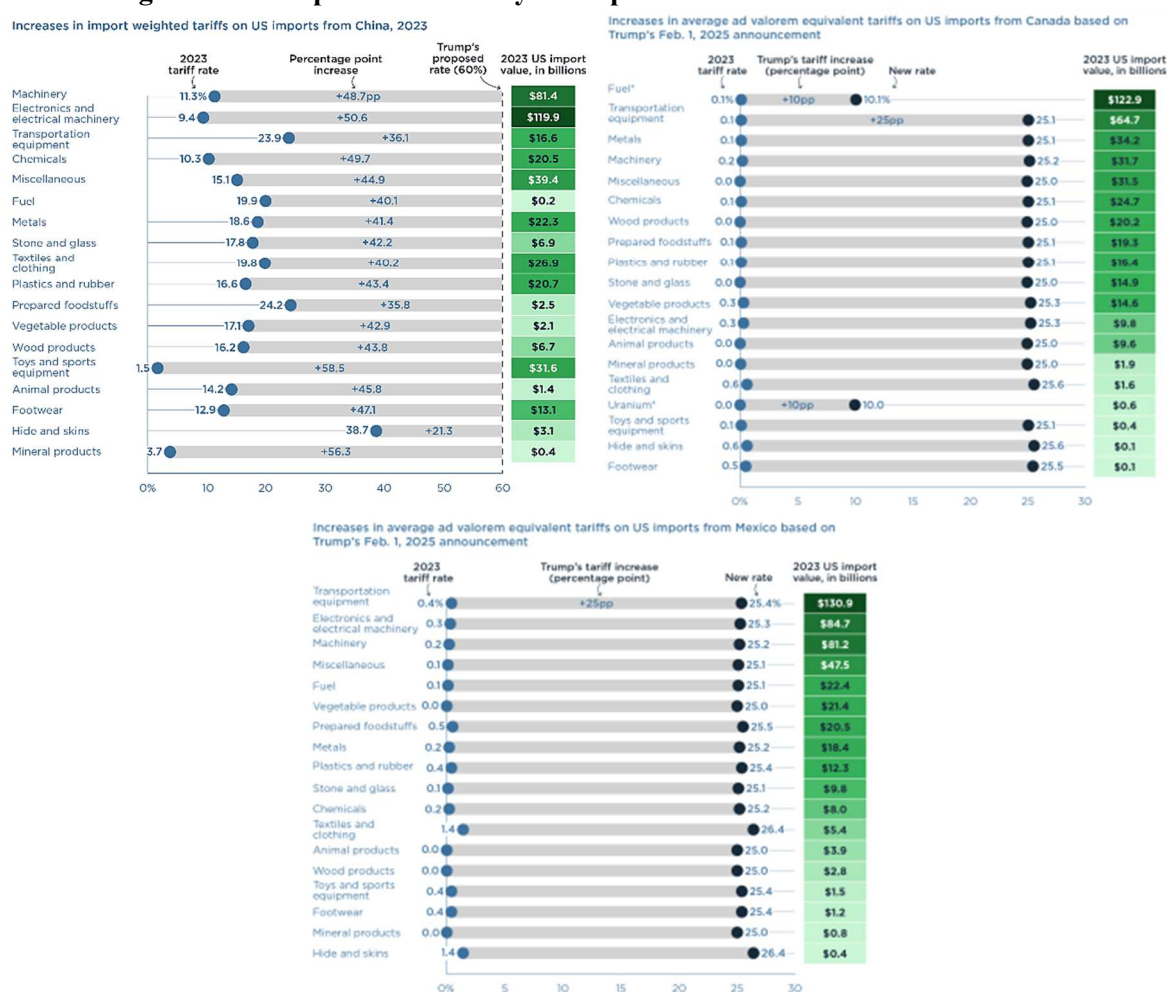 Increases in import weighted tariffs on US imports from China, 2023
2023
tariff rate
Percentage point
increase
Trump's
proposed
rate (60%)
2023 US import
value, in billions
Machinery 11.3% +48.7pp $81.4
Electronics and
electrical machinery 9.4 +50.6 $119.9
Transportation
equipment 23.9 +36.1 $16.6
Chemicals 10.3 +49.7 $20.5
Miscellaneous 15.1 +44.9 $39.4
Fuel 19.9 +40.1 $0.2
Metals 18.6 +41.4 $22.3
Stone and glass 17.8 +42.2 $6.9
Textiles and
clothing 19.8 +40.2 $26.9
Plastics and rubber 16.6 +43.4 $20.7
Prepared foodstuffs 24.2 +35.8 $2.5
Vegetable products 17.1 +42.9 $2.1
Wood products 16.2 +43.8 $6.7
Toys and sports
equipment 1.5 +58.5 $31.6
Animal products 14.2 +45.8 $1.4
Footwear 12.9 +47.1 $13.1
Hide and skins 38.7 +21.3 $3.1
Mineral products 3.7 +56.3 $0.4
0% 10 20 30 40 50 60
Increases in average ad valorem equivalent tariffs on US imports from Canada based on
Trump's Feb. 1, 2025 announcement
2023
tariff rate
Trump's tariff increase
(percentage point)
New rate
2023 US import
value, in billions
Fuel* 0.1% +10pp 10.1% $122.9
Transportation
equipment 0.1 +25pp 25.1 $64.7
Metals 0.1 25.1 $34.2
Machinery 0.2 25.2 $31.7
Miscellaneous 0.0 25.0 $31.5
Chemicals 0.1 25.1 $24.7
Wood products 0.0 25.0 $20.2
Prepared foodstuffs 0.1 25.1 $19.3
Plastics and rubber 0.1 25.1 $16.4
Stone and glass 0.0 25.0 $14.9
Vegetable products 0.3 25.3 $14.6
Electronics and
electrical machinery 0.3 25.3 $9.8
Animal products 0.0 25.0 $9.6
Mineral products 0.0 25.0 $1.9
Textiles and
clothing 0.6 25.6 $1.6
Uranium* 0.0 +10pp 10.0 $0.6
Toys and sports
equipment 0.1 25.1 $0.4
Hide and skins 0.6 25.6 $0.1
Footwear 0.5 25.5 $0.1
0% 5 10 15 20 25 30
Increases in average ad valorem equivalent tariffs on US imports from Mexico based on
Trump's Feb. 1, 2025 announcement
2023
tariff rate
Trump's tariff increase
(percentage point)
New rate
2023 US import
value, in billions
Transportation
equipment 0.4% +25pp 25.4% $130.9
Electronics and
electrical machinery 0.3 25.3 $84.7
Machinery 0.2 25.2 $81.2
Miscellaneous 0.1 25.1 $47.5
Fuel 0.1 25.1 $22.4
Vegetable products 0.0 25.0 $21.4
Prepared foodstuffs 0.5 25.5 $20.5
Metals 0.2 25.2 $18.4
Plastics and rubber 0.4 25.4 $12.3
Stone and glass 0.1 25.1 $9.8
Chemicals 0.2 25.2 $8.0
Textiles and
clothing 1.4 26.4 $5.4
Animal products 0.0 25.0 $3.9
Wood products 0.0 25.0 $2.8
Toys and sports
equipment 0.4 25.4 $1.5
Footwear 0.4 25.4 $1.2
Mineral products 0.0 25.0 $0.8
Hide and skins 1.4 26.4 $0.4
0% 5 10 15 20 25 30